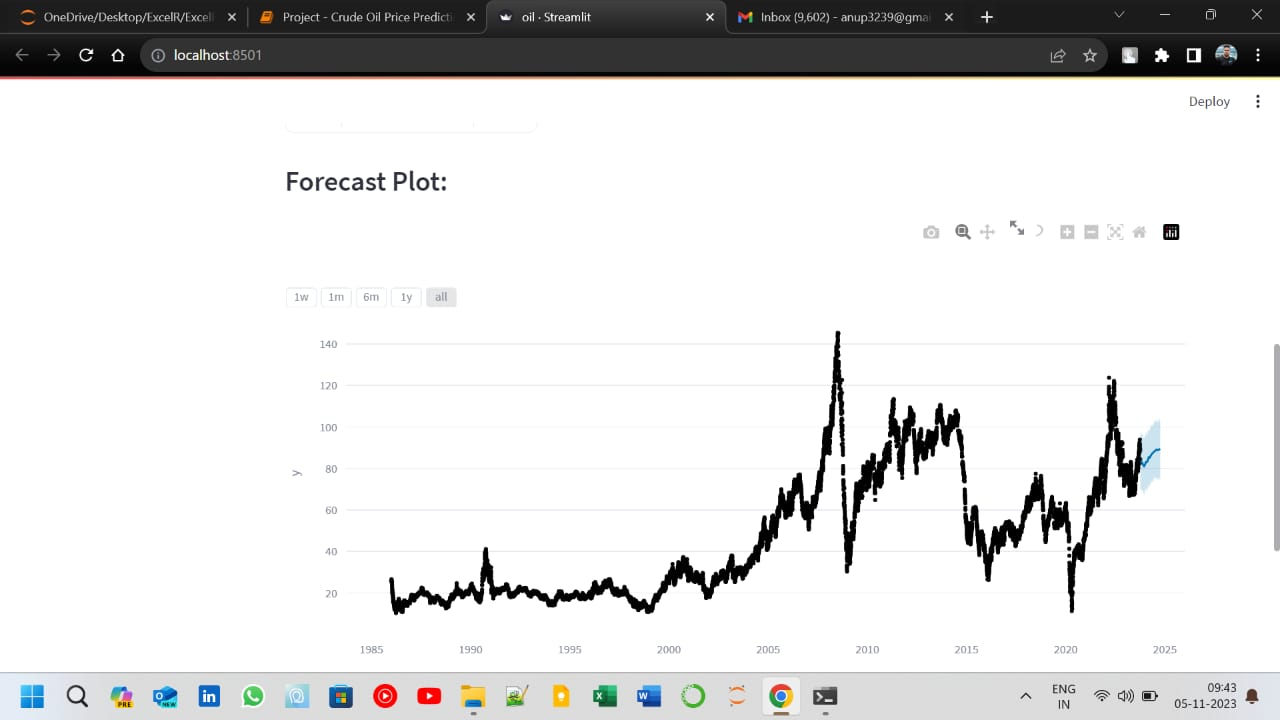 OneDrive/Desktop/ExcelR/Excel
Project - Crude Oil Price Predicti
oil · Streamlit
Inbox (9,602) - anup3239@gmai
localhost:8501
Deploy
Forecast Plot:
1w 1m 6m 1y all
140
120
100
80
60
40
20
y
1985 1990 1995 2000 2005 2010 2015 2020 2025
PRE
NEW
ENG
IN
09:43
05-11-2023